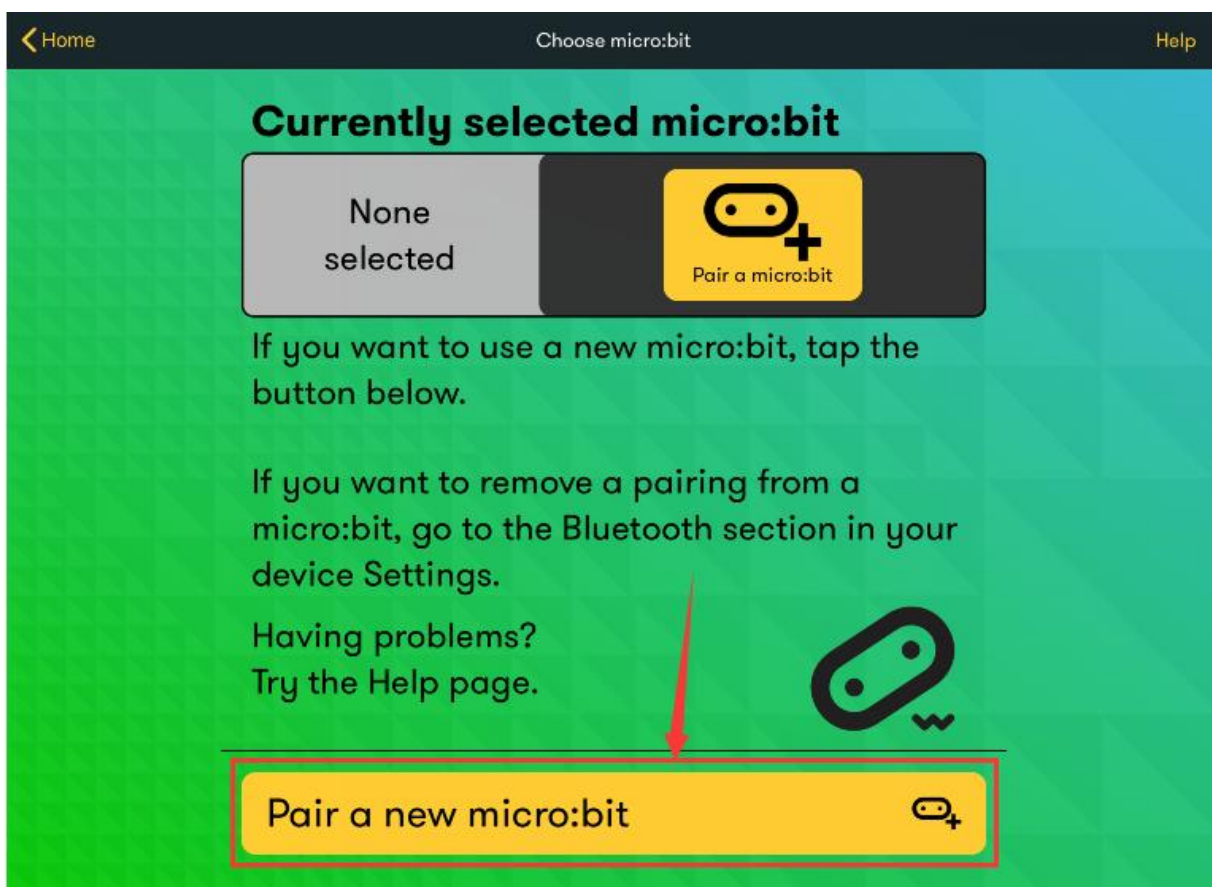 Home
Choose micro:bit
Help
Currently selected micro:bit
None
selected
Pair a micro:bit
If you want to use a new micro:bit, tap the
button below.
If you want to remove a pairing from a
micro:bit, go to the Bluetooth section in your
device Settings.
Having problems?
Try the Help page.
Pair a new micro:bit